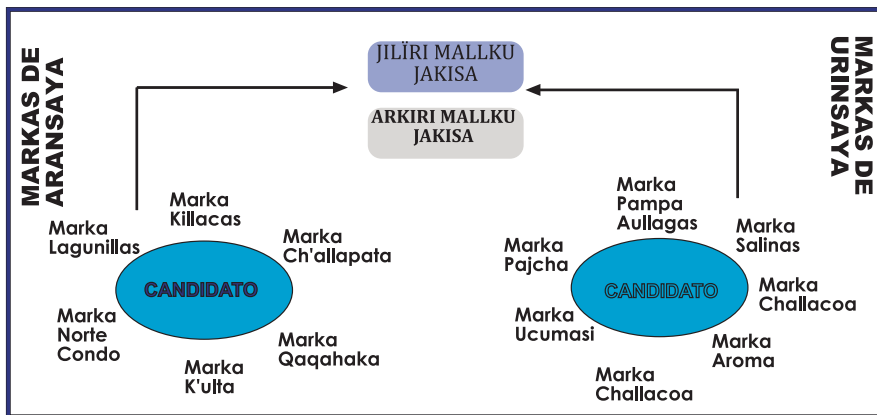 MARKAS DE
ARANSAYA
JILÏRI MALLKU
JAKISA
ARKIRI MALLKU
JAKISA
MARKAS DE
URINSAYA
Marka
Killacas
Marka
Lagunillas
Marka
Ch'allapata
CANDIDATO
Marka
Norte
Condo
Marka
Qaqahaka
Marka
K'ulta
Marka
Pampa
Aullagas
Marka
Salinas
Marka
Pajcha
CANDIDATO
Marka
Challacoa
Marka
Ucumasi
Marka
Aroma
Marka
Challacoa